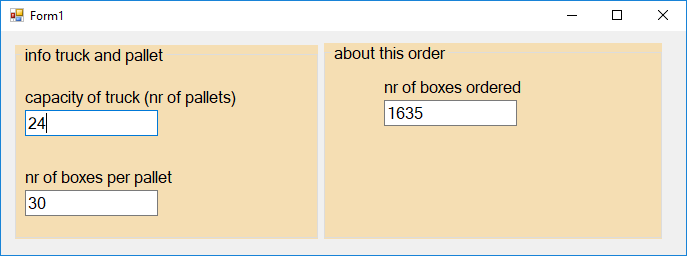 Form1
info truck and pallet
capacity of truck (nr of pallets)
24
nr of boxes per pallet
30
about this order
nr of boxes ordered
1635